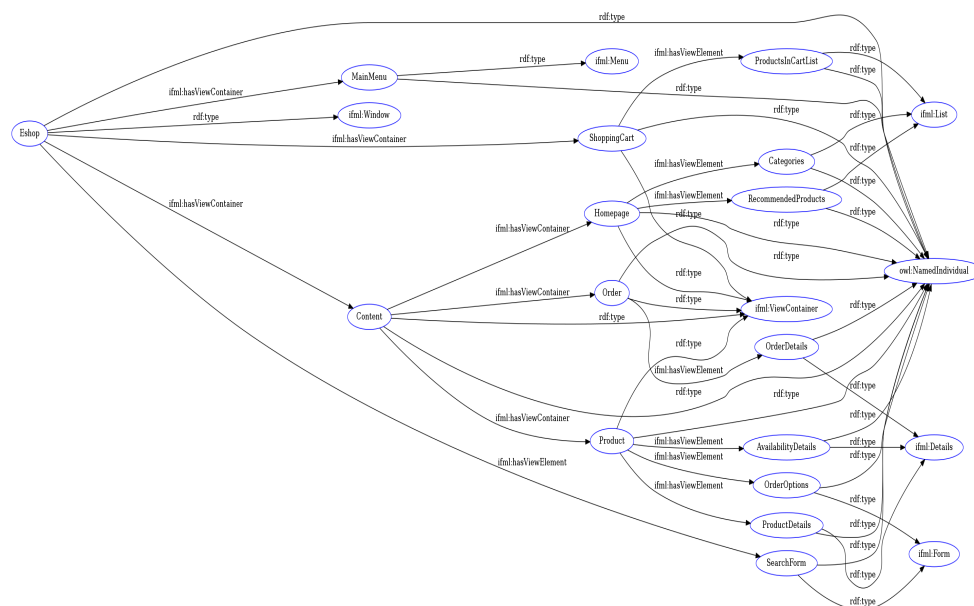 rdf:type
ifml:hasViewElement
ProductsInCartList
rdf:type
rdf:type
ifml:Menu
rdf:type
MainMenu
ifml:hasViewContainer
rdf:type
rdf:type
ifml:Window
rdf:type
ifml:List
Eshop
ifml:hasViewContainer
ShoppingCart
rdf:type
rdf:type
Categories
ifml:hasViewElement
rdf:type
rdf:type
ifml:hasViewElement
RecommendedProducts
ifml:hasViewContainer
Homepage
rdf:type
rdf:type
rdf:type
ifml:hasViewContainer
rdf:type
owl:NamedIndividual
rdf:type
ifml:hasViewContainer
Order
rdf:type
ifml:ViewContainer
rdf:type
Content
rdf:type
rdf:type
OrderDetails
ifml:hasViewElement
rdf:type
rdf:type
rdf:type
ifml:hasViewContainer
rdf:type
Product
ifml:hasViewElement
AvailabilityDetails
rdf:type
ifml:Details
ifml:hasViewElement
rdf:type
ifml:hasViewElement
ifml:hasViewElement
OrderOptions
rdf:type
ProductDetails
rdf:type
rdf:type
ifml:Form
SearchForm
rdf:type
rdf:type